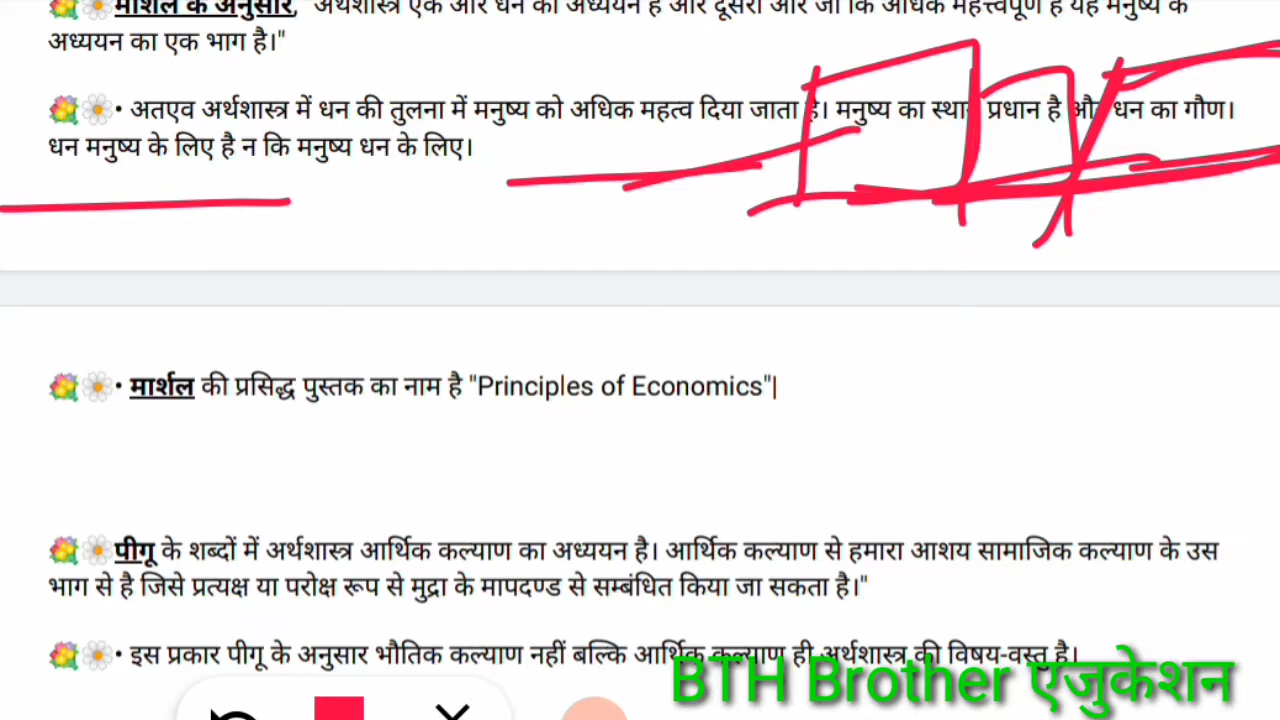 मार्शल के अनुसार, "अर्थशास्त्र एक ओर धन का अध्ययन है और दूसरी ओर जो कि अधिक महत्त्वपूर्ण है यह मनुष्य के
अध्ययन का एक भाग है।"
• अतएव अर्थशास्त्र में धन की तुलना में मनुष्य को अधिक महत्व दिया जाता है। मनुष्य का स्थान प्रधान है और धन का गौण।
धन मनुष्य के लिए है न कि मनुष्य धन के लिए।
• मार्शल की प्रसिद्ध पुस्तक का नाम है "Principles of Economics"|
पीगू के शब्दों में अर्थशास्त्र आर्थिक कल्याण का अध्ययन है। आर्थिक कल्याण से हमारा आशय सामाजिक कल्याण के उस
भाग से है जिसे प्रत्यक्ष या परोक्ष रूप से मुद्रा के मापदण्ड से सम्बंधित किया जा सकता है।"
• इस प्रकार पीगू के अनुसार भौतिक कल्याण नहीं बल्कि आर्थिक कल्याण ही अर्थशास्त्र की विषय-वस्तु है।
BTH Brother एजुकेशन